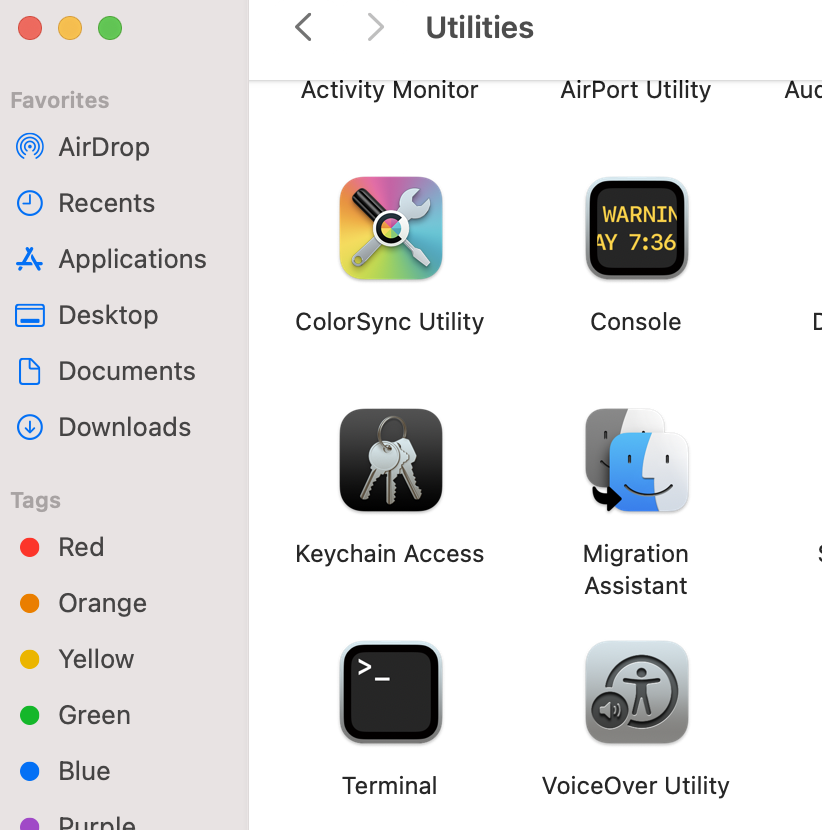 Utilities
Favorites
AirDrop
Recents
Applications
Desktop
Documents
Downloads
Tags
Red
Orange
Yellow
Green
Blue
Purple
Activity Monitor
AirPort Utility
WARNIN
AY 7:36
ColorSync Utility
Console
Keychain Access
Migration
Assistant
>_
Terminal
VoiceOver Utility